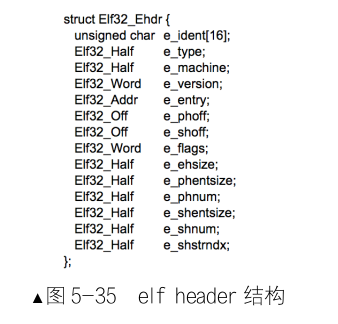 struct Elf32_Ehdr {
unsigned char e_ident[16];
Elf32_Half e_type;
Elf32_Half e_machine;
Elf32_Word e_version;
Elf32_Addr e_entry;
Elf32_Off e_phoff;
Elf32_Off e_shoff;
Elf32_Word e_flags;
Elf32_Half e_ehsize;
Elf32_Half e_phentsize;
Elf32_Half e_phnum;
Elf32_Half e_shentsize;
Elf32_Half e_shnum;
Elf32_Half e_shstrndx;
};
▲图 5-35 elf header 结构